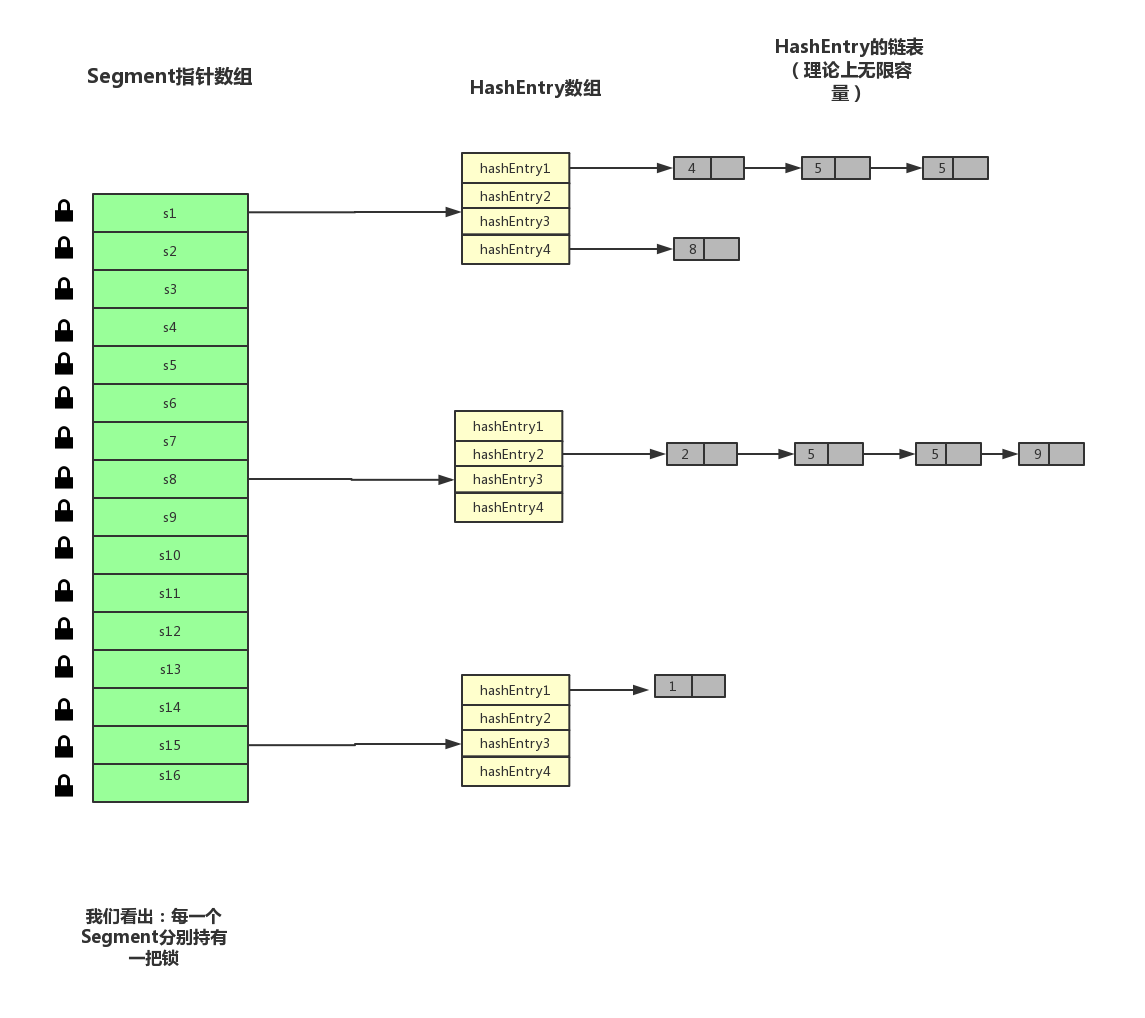 Segment指针数组
HashEntry数组
HashEntry的链表
（理论上无限容
量）
s1
s2
s3
s4
s5
s6
s7
s8
s9
s10
s11
s12
s13
s14
s15
s16
hashEntry1
hashEntry2
hashEntry3
hashEntry4
4
5
5
8
hashEntry1
hashEntry2
hashEntry3
hashEntry4
2
5
5
9
hashEntry1
hashEntry2
hashEntry3
hashEntry4
1
我们看出：每一个
Segment分别持有
一把锁